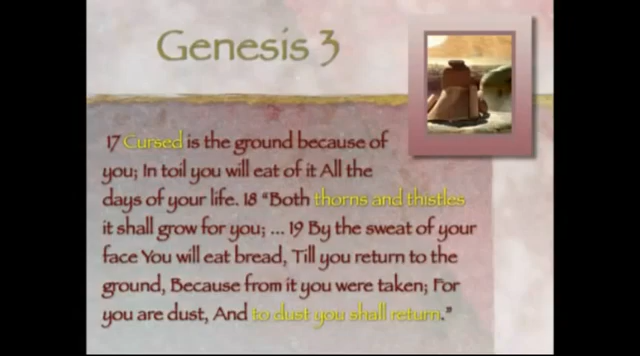 Genesis 3
17 Cursed is the ground because of
you; In toil you will eat of it All the
days of your life. 18 “Both thorns and thistles
it shall grow for you; ... 19 By the sweat of your
face You will eat bread, Till you return to the
ground, Because from it you were taken; For
you are dust, And to dust you shall return.”